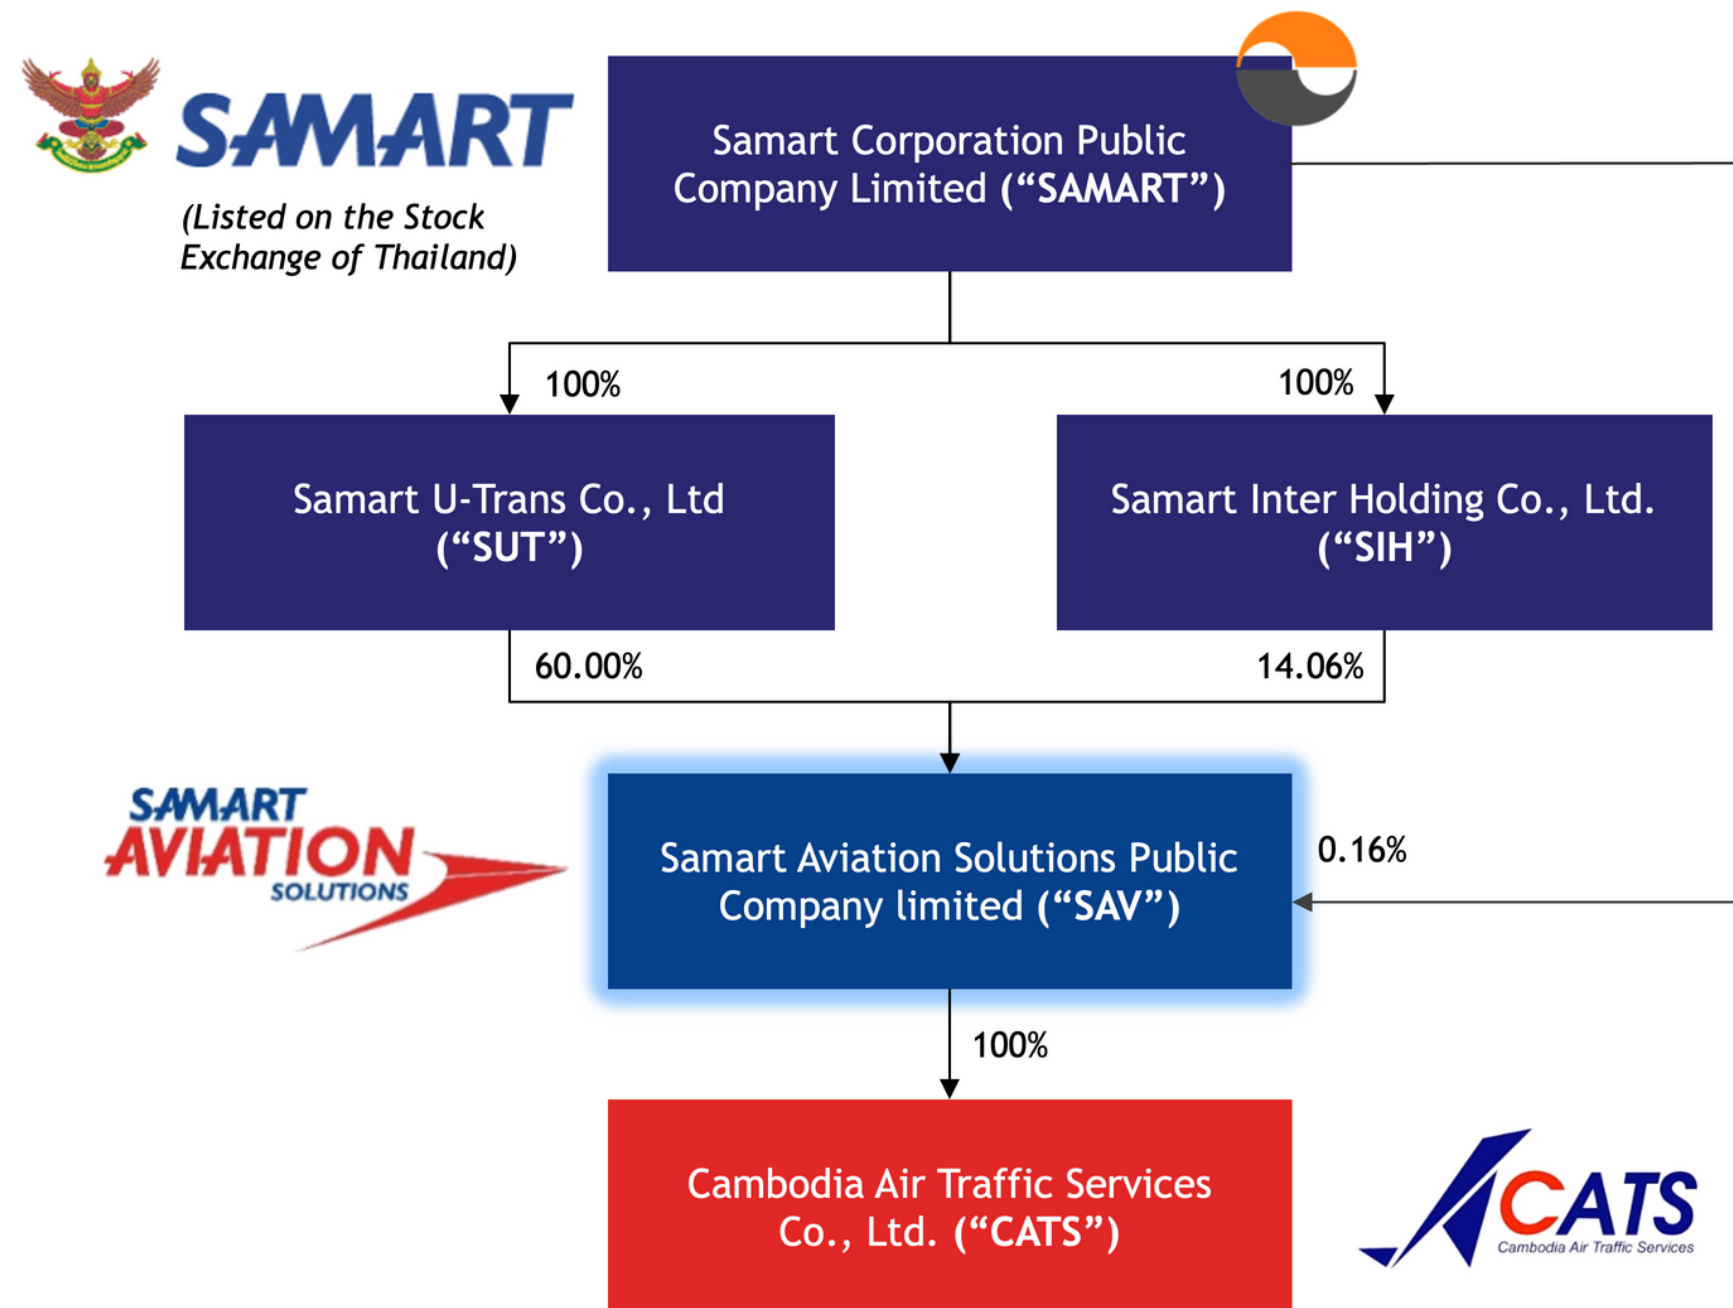 SAMART
(Listed on the Stock
Exchange of Thailand)
Samart Corporation Public
Company Limited (“SAMART”)
100%
100%
Samart U-Trans Co., Ltd
(“SUT”)
Samart Inter Holding Co., Ltd.
(“SIH”)
60.00%
14.06%
SAMART
AVIATION
SOLUTIONS
Samart Aviation Solutions Public
Company limited (“SAV”)
0.16%
100%
Cambodia Air Traffic Services
Co., Ltd. (“CATS”)
CATS
Cambodia Air Traffic Services